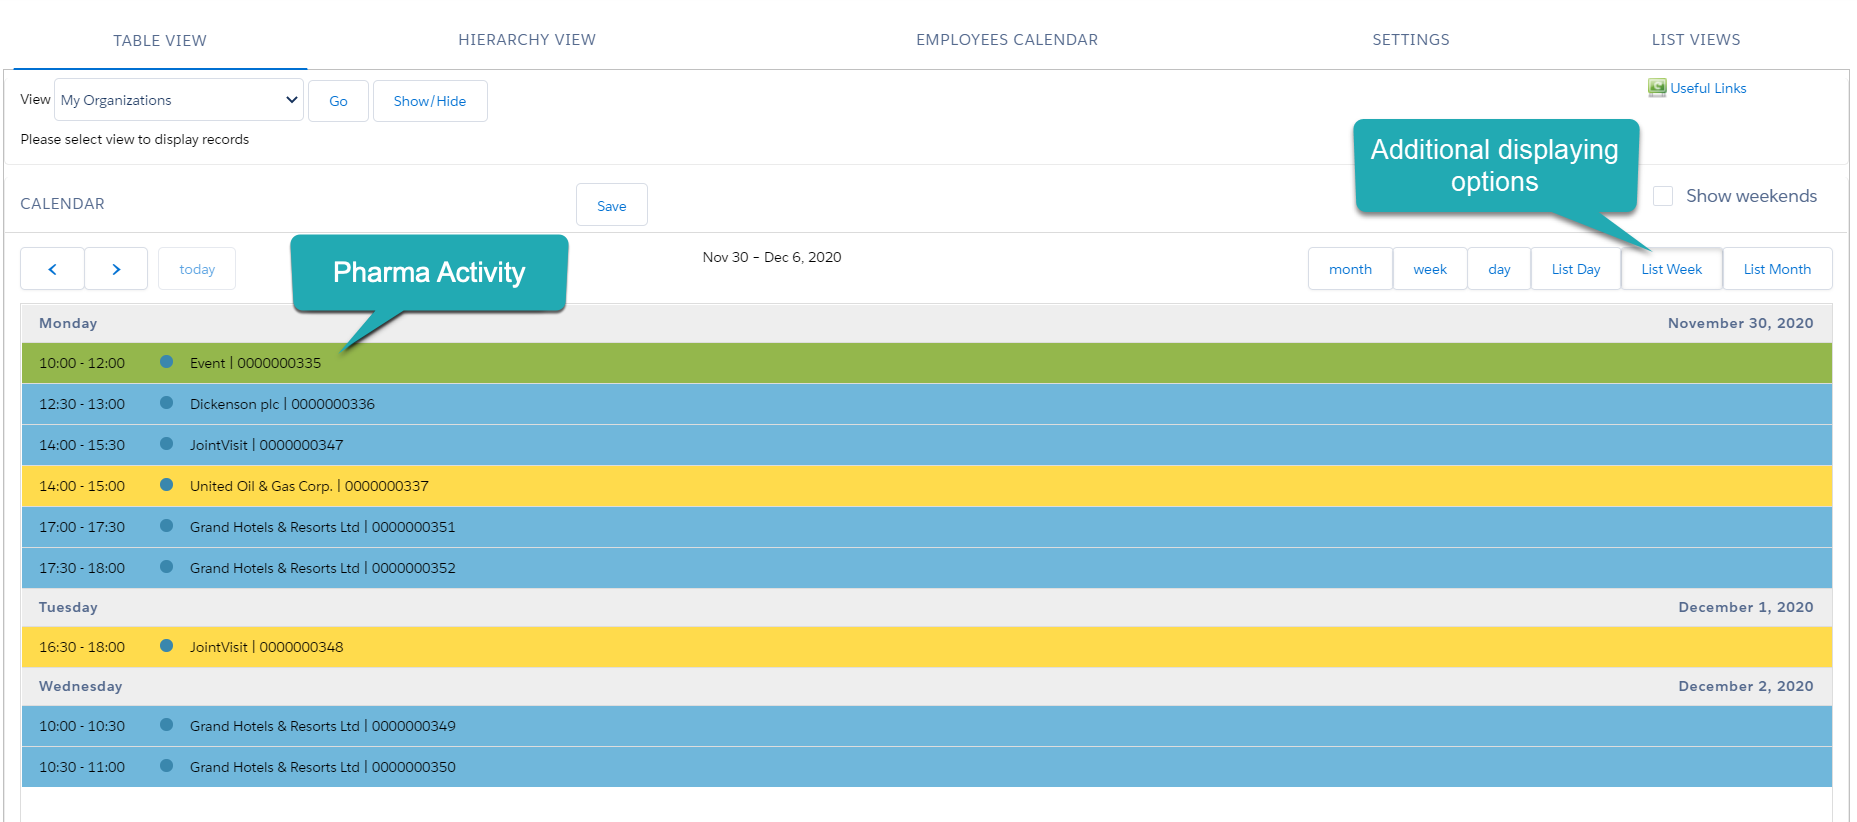 TABLE VIEW HIERARCHY VIEW EMPLOYEES CALENDAR SETTINGS LIST VIEWS
View My Organizations Go Show/Hide Useful Links
Please select view to display records
Additional displaying
options
CALENDAR Save Show weekends
today Nov 30 – Dec 6, 2020 month week day List Day List Week List Month
Pharma Activity
Monday November 30, 2020
10:00 - 12:00 Event | 0000000335
12:30 - 13:00 Dickenson plc | 0000000336
14:00 - 15:30 JointVisit | 0000000347
14:00 - 15:00 United Oil & Gas Corp. | 0000000337
17:00 - 17:30 Grand Hotels & Resorts Ltd | 0000000351
17:30 - 18:00 Grand Hotels & Resorts Ltd | 0000000352
Tuesday December 1, 2020
16:30 - 18:00 JointVisit | 0000000348
Wednesday December 2, 2020
10:00 - 10:30 Grand Hotels & Resorts Ltd | 0000000349
10:30 - 11:00 Grand Hotels & Resorts Ltd | 0000000350